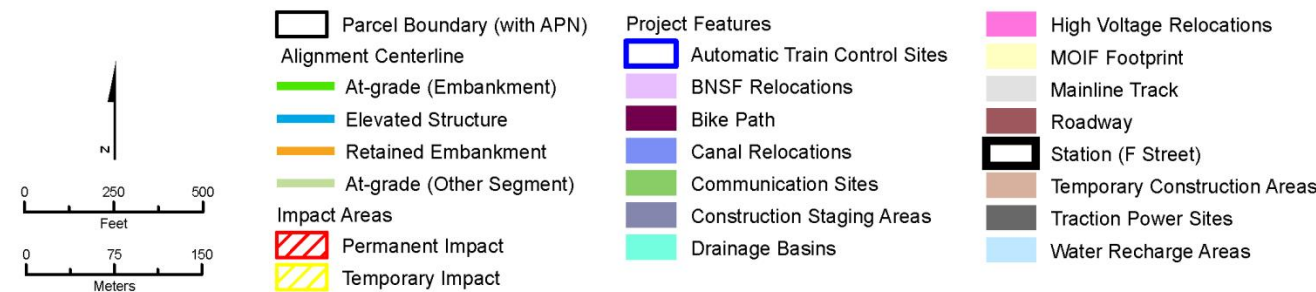 N
0 250 500
Feet
0 75 150
Meters
Parcel Boundary (with APN)
Alignment Centerline
At-grade (Embankment)
Elevated Structure
Retained Embankment
At-grade (Other Segment)
Impact Areas
Permanent Impact
Temporary Impact
Project Features
Automatic Train Control Sites
BNSF Relocations
Bike Path
Canal Relocations
Communication Sites
Construction Staging Areas
Drainage Basins
High Voltage Relocations
MOIF Footprint
Mainline Track
Roadway
Station (F Street)
Temporary Construction Areas
Traction Power Sites
Water Recharge Areas